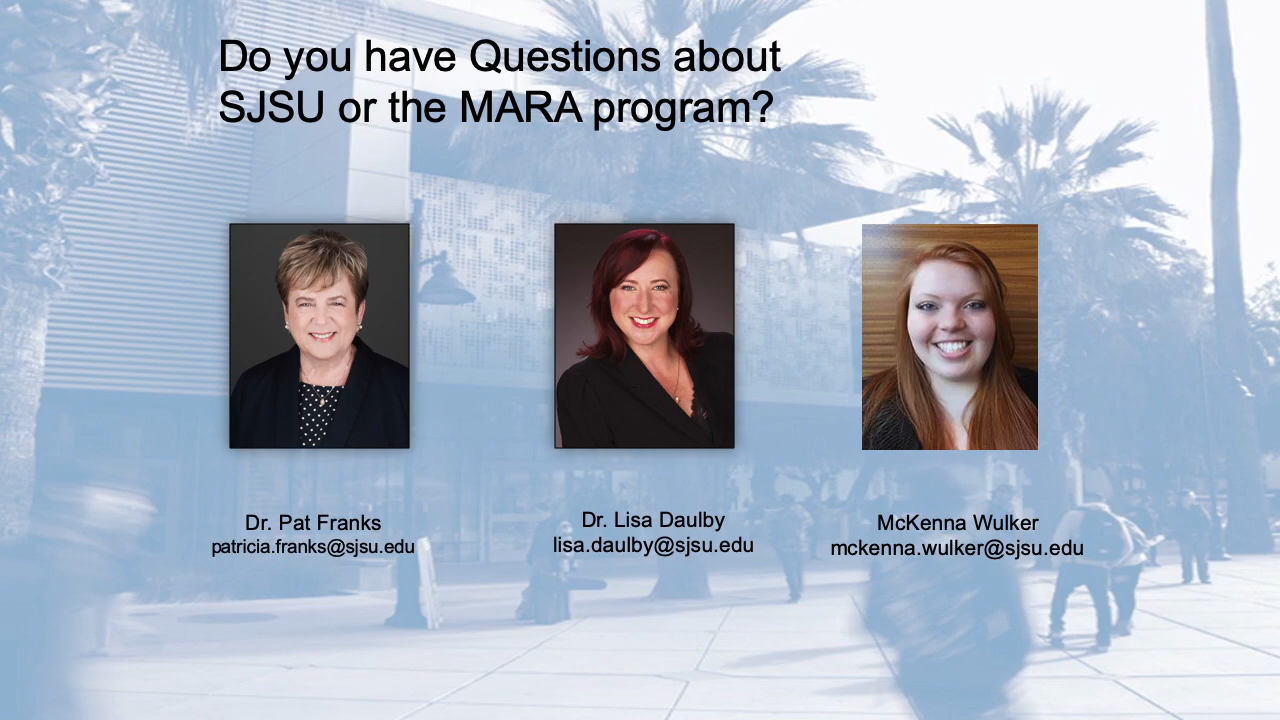 Do you have Questions about
SJSU or the MARA program?
Dr. Pat Franks
patricia.franks@sjsu.edu
Dr. Lisa Daulby
lisa.daulby@sjsu.edu
McKenna Wulker
mckenna.wulker@sjsu.edu